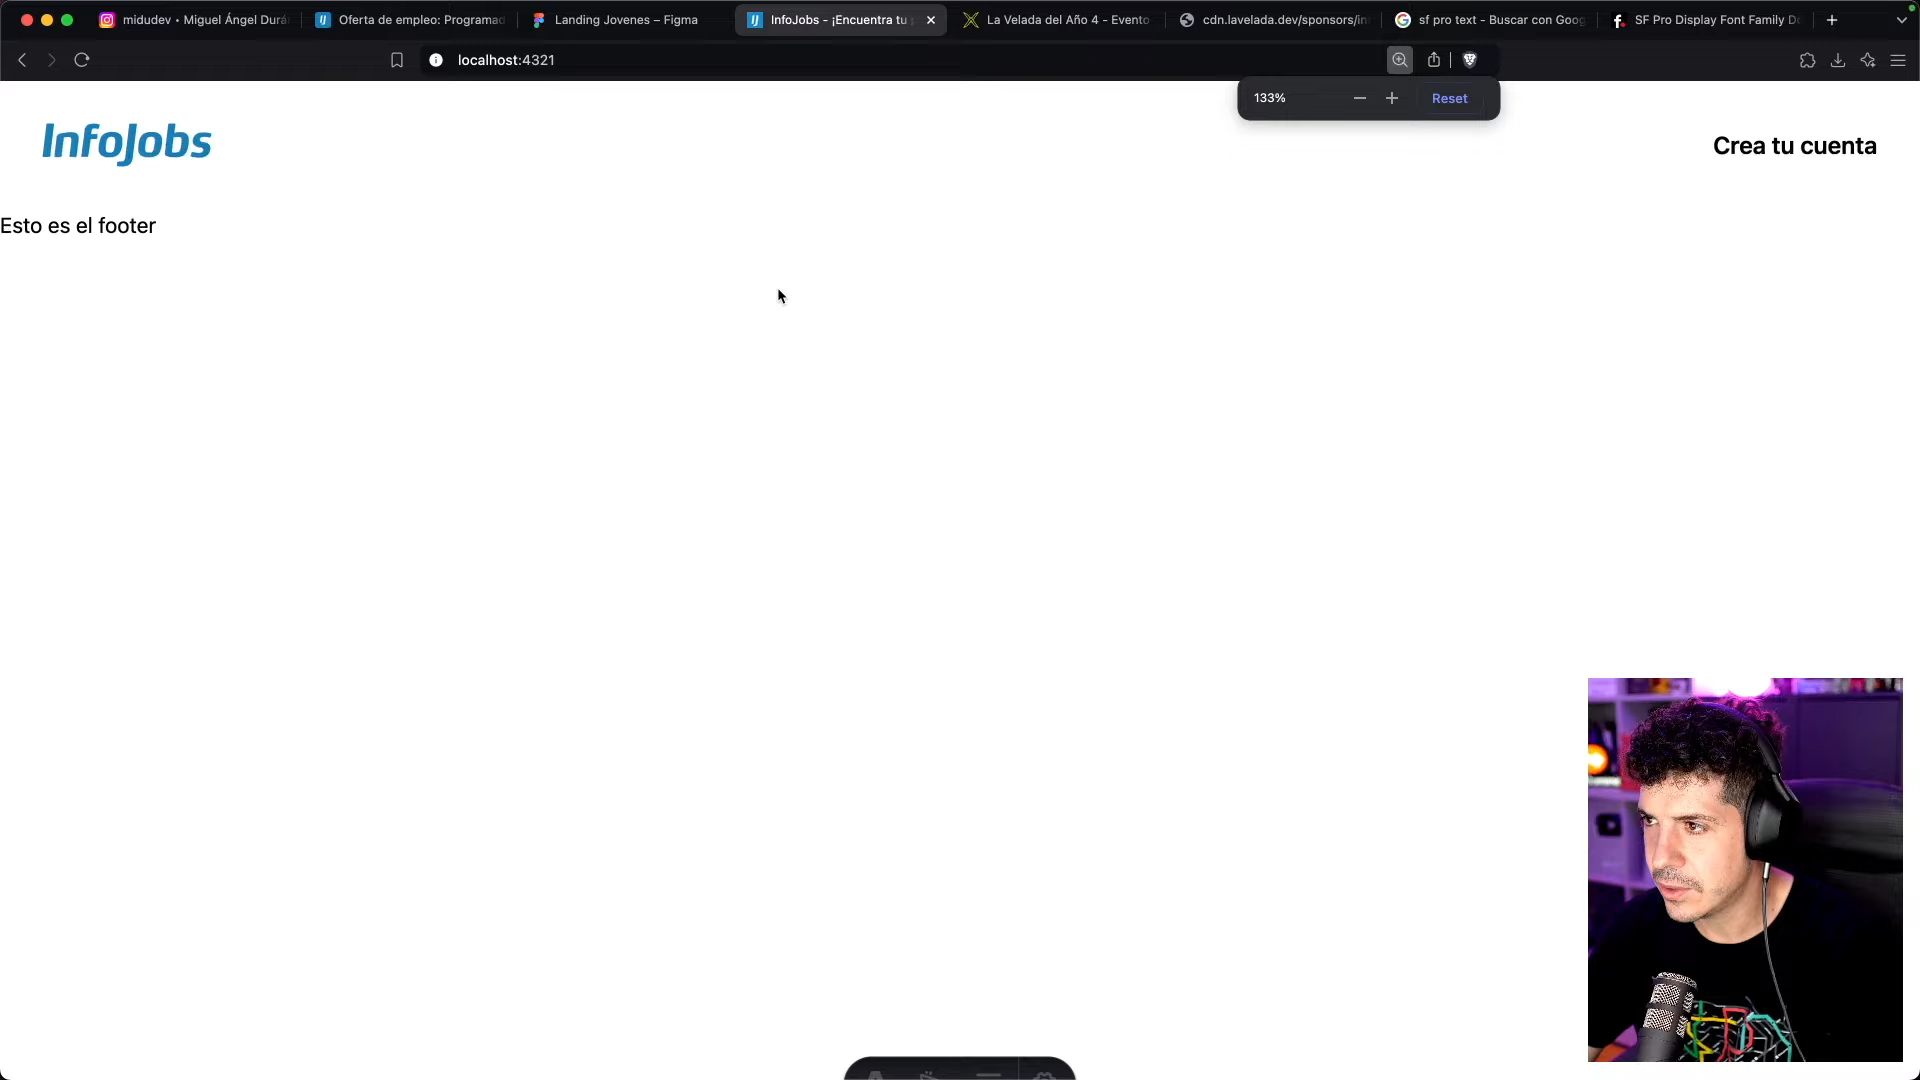 midudev • Miguel Ángel Durá
Oferta de empleo: Programad
Landing Jovenes – Figma
InfoJobs - ¡Encuentra tu
La Velada del Año 4 - Evento
cdn.lavelada.dev/sponsors/in
sf pro text - Buscar con Goog
SF Pro Display Font Family Do
localhost:4321
133%
Reset
InfoJobs
Crea tu cuenta
Esto es el footer